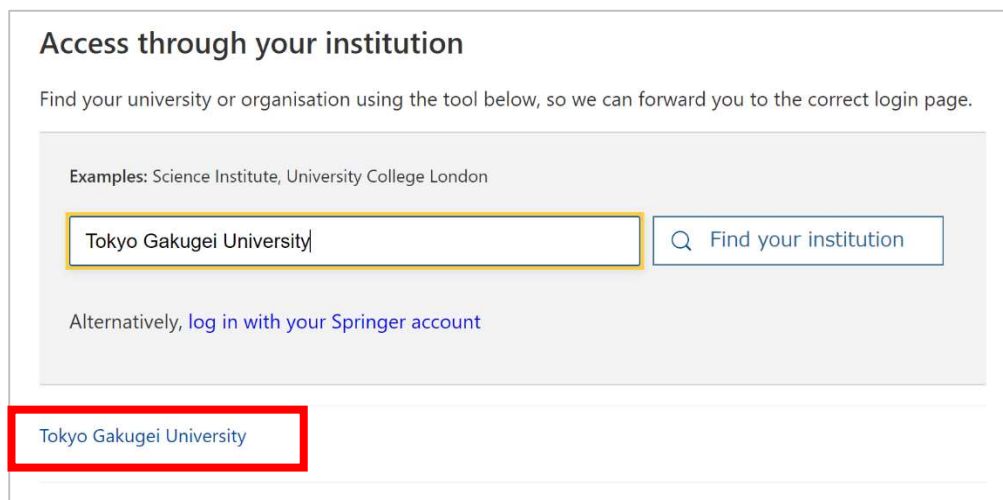 Access through your institution
Find your university or organisation using the tool below, so we can forward you to the correct login page.
Examples: Science Institute, University College London
Tokyo Gakugei University
Find your institution
Alternatively, log in with your Springer account
Tokyo Gakugei University